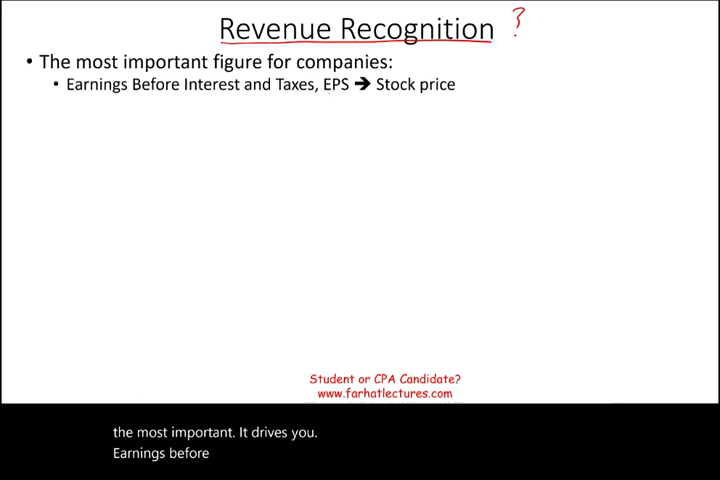 Revenue Recognition ?
• The most important figure for companies:
• Earnings Before Interest and Taxes, EPS ➔ Stock price
Student or CPA Candidate?
www.farhatlectures.com
the most important. It drives you.
Earnings before